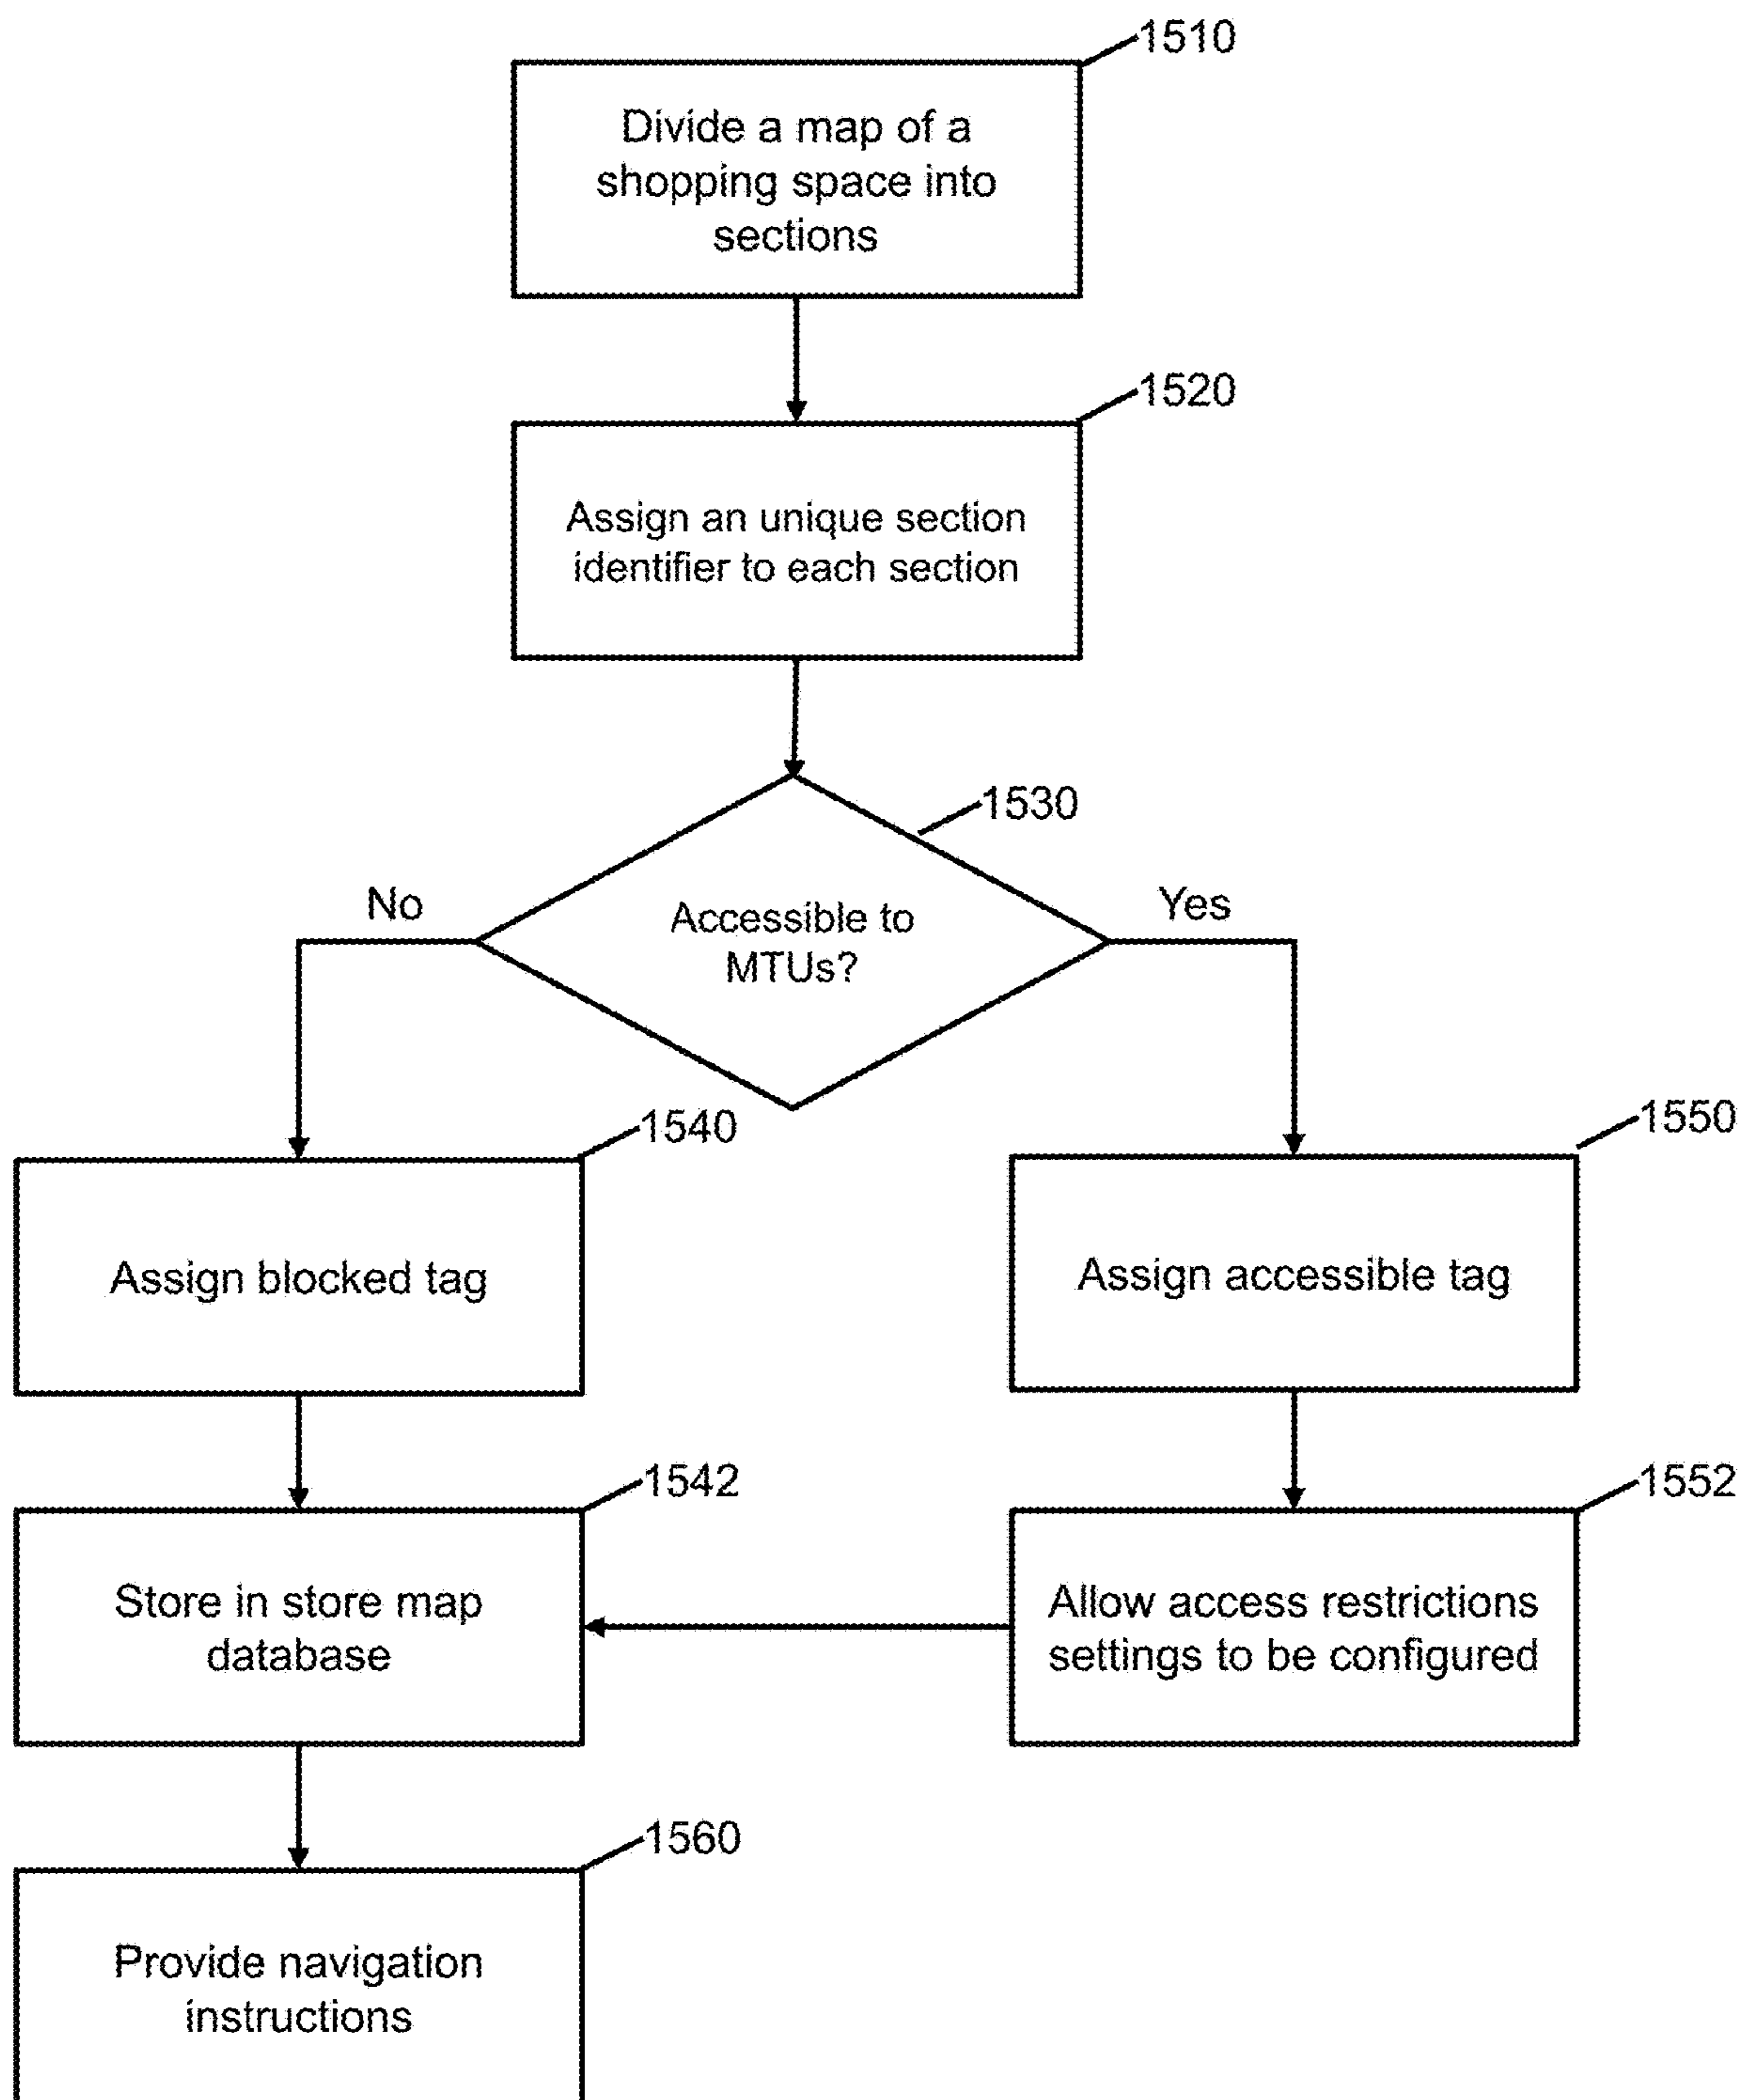 1510
Divide a map of a
shopping space into
sections
1520
Assign an unique section
identifier to each section
1530
No
Yes
Accessible to
MTUs?
1540
1550
Assign blocked tag
Assign accessible tag
1542
1552
Store in store map
database
Allow access restrictions
settings to be configured
1560
Provide navigation
instructions